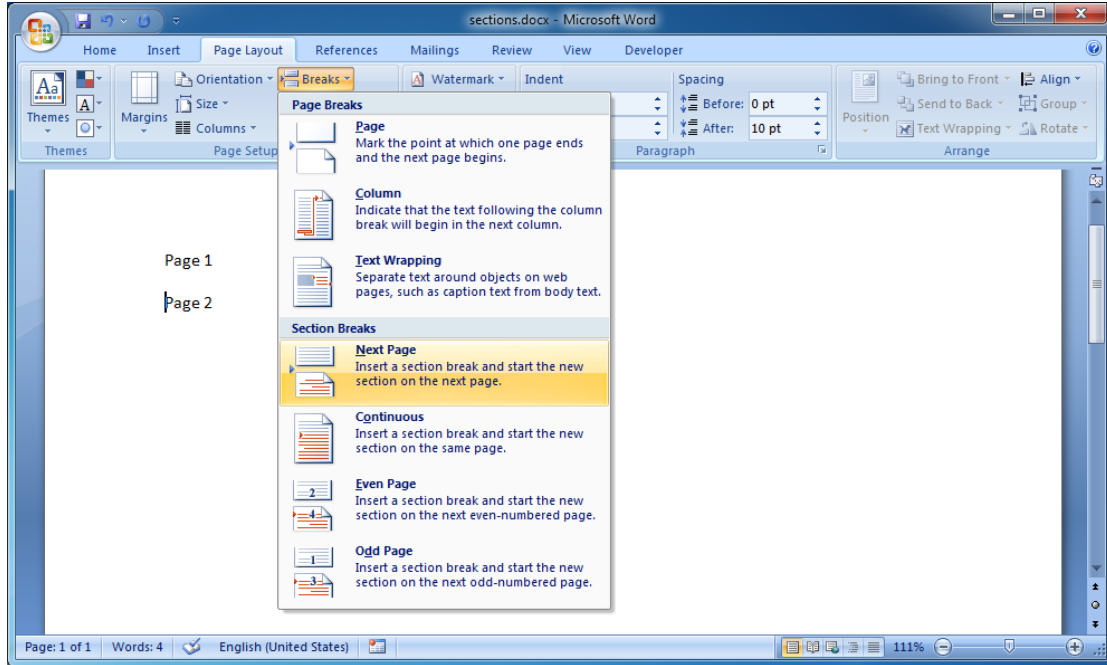 sections.docx - Microsoft Word
Home Insert Page Layout References Mailings Review View Developer
Aa
Themes
A
Themes
Margins
Orientation
Size
Columns
Page Setup
Breaks
Watermark
Indent
Spacing
Before: 0 pt
After: 10 pt
Paragraph
Position
Bring to Front
Send to Back
Text Wrapping
Align
Group
Rotate
Arrange
Page Breaks
Page
Mark the point at which one page ends
and the next page begins.
Column
Indicate that the text following the column
break will begin in the next column.
Text Wrapping
Separate text around objects on web
pages, such as caption text from body text.
Section Breaks
Next Page
Insert a section break and start the new
section on the next page.
Continuous
Insert a section break and start the new
section on the same page.
2
4
Even Page
Insert a section break and start the new
section on the next even-numbered page.
1
3
Odd Page
Insert a section break and start the new
section on the next odd-numbered page.
Page 1
Page 2
Page: 1 of 1 Words: 4 English (United States) 111%